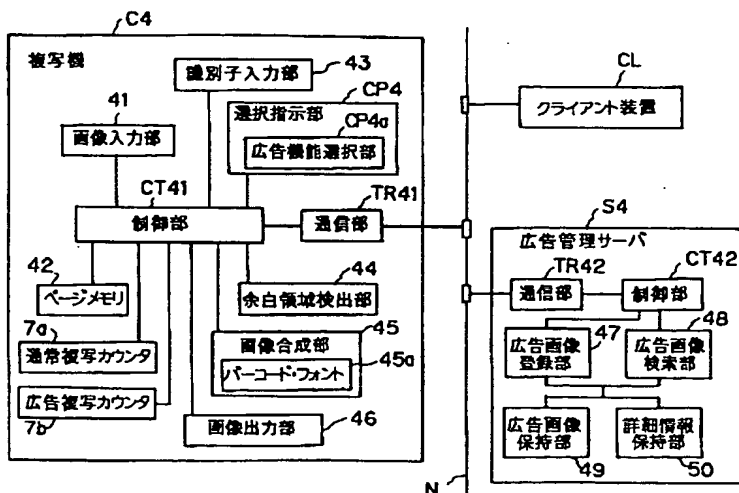 C4
複写機
識別子入力部
43
CP4
選択指示部
CP4a
広告機能選択部
41
画像入力部
CT41
制御部
TR41
通信部
42
ページメモリ
44
余白領域検出部
7a
通常複写カウンタ
45
画像合成部
45a
バーコード・フォント
広告複写カウンタ
7b
46
画像出力部
N
CL
クライアント装置
S4
広告管理サーバ
TR42
通信部
CT42
制御部
47
広告画像
登録部
48
広告画像
検索部
広告画像
保持部
49
詳細情報
保持部
50